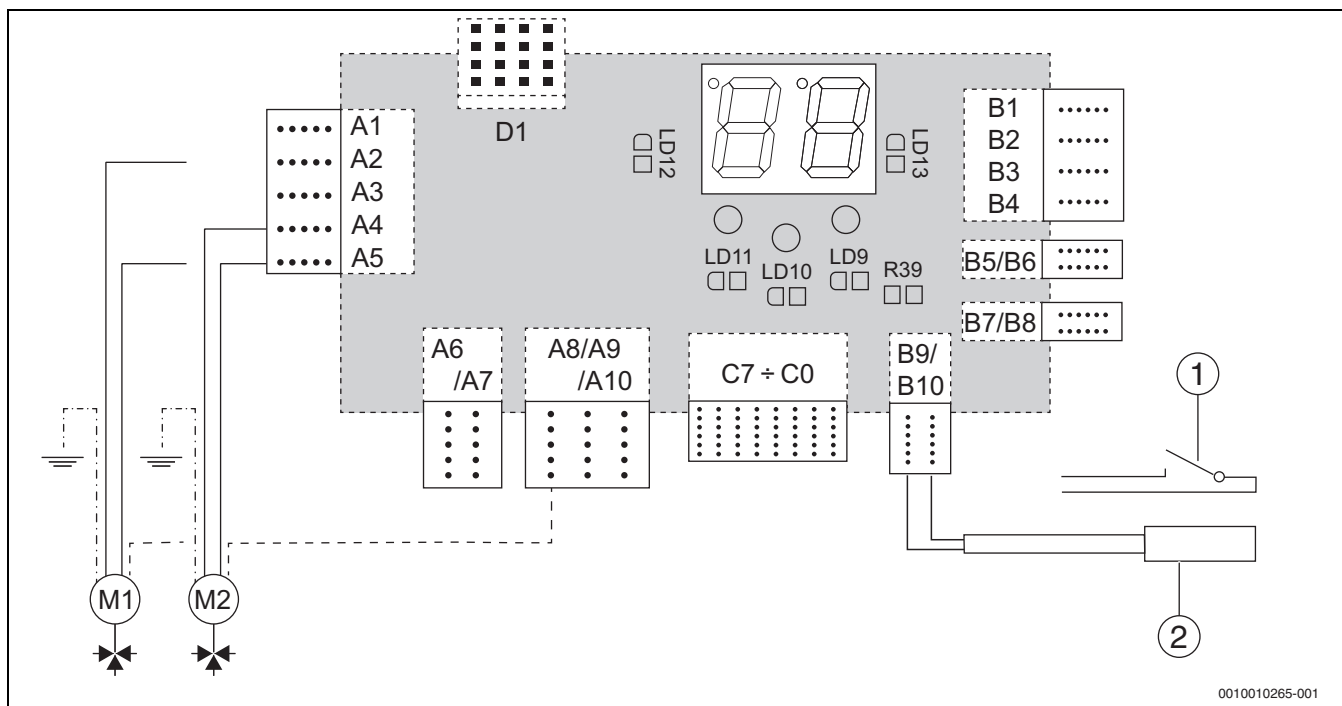 D1
A1
A2
A3
A4
A5
LD12
LD13
B1
B2
B3
B4
LD11
LD10
LD9
R39
B5/B6
B7/B8
A6
/A7
A8/A9
/A10
C7 ÷ C0
B9/
B10
1
M1
M2
2
0010010265-001